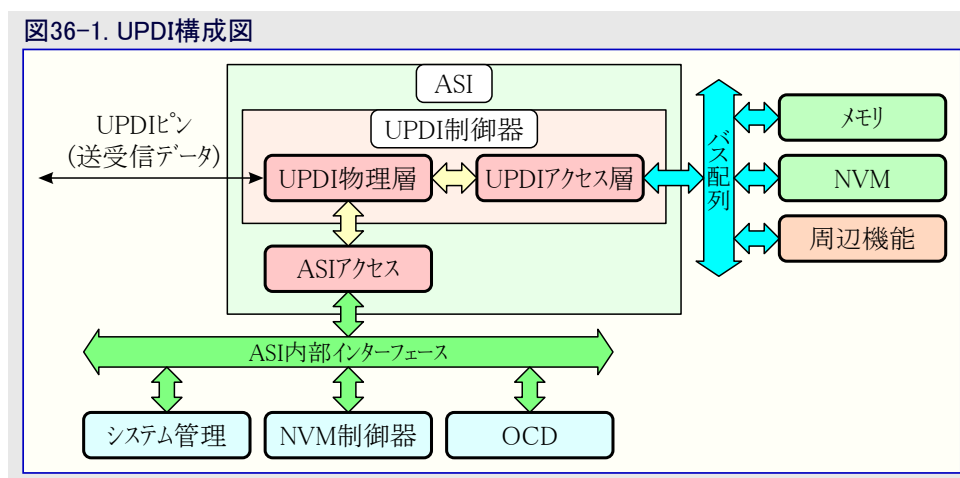 図36-1. UPDI構成図
ASI
UPDI制御器
UPDIピン
(送受信データ)
UPDI物理層
UPDIアクセス層
バス配列
メモリ
NVM
周辺機能
ASIアクセス
ASI内部インターフェース
システム管理
NVM制御器
OCD